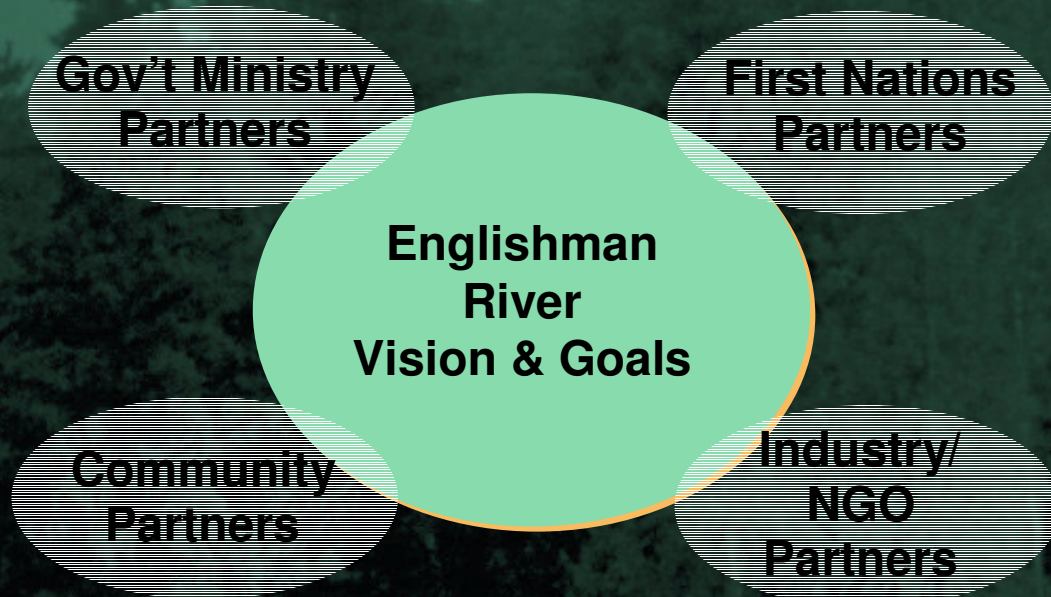 Gov’t Ministry
Partners
First Nations
Partners
Englishman
River
Vision & Goals
Community
Partners
Industry/
NGO
Partners